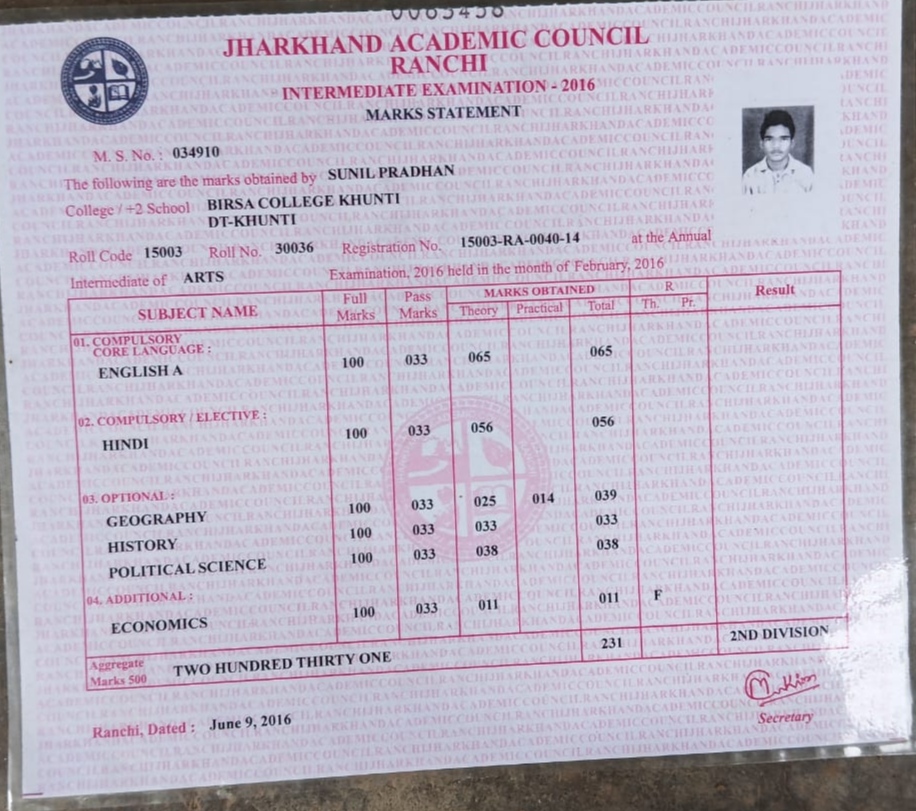 0083458
JHARKHAND ACADEMIC COUNCIL
RANCHI
INTERMEDIATE EXAMINATION - 2016
MARKS STATEMENT
M. S. No. : 034910
The following are the marks obtained by SUNIL PRADHAN
College / +2 School BIRSA COLLEGE KHUNTI
DT-KHUNTI
Roll Code 15003 Roll No. 30036 Registration No. 15003-RA-0040-14 at the Annual
Intermediate of ARTS Examination, 2016 held in the month of February, 2016
SUBJECT NAME Full Marks Pass Marks MARKS OBTAINED R Result
Theory Practical Total Th. Pr.
01. COMPULSORY
CORE LANGUAGE :
ENGLISH A 100 033 065 065
02. COMPULSORY / ELECTIVE :
HINDI 100 033 056 056
03. OPTIONAL :
GEOGRAPHY 100 033 025 014 039
HISTORY 100 033 033 033
POLITICAL SCIENCE 100 033 038 038
04. ADDITIONAL :
ECONOMICS 100 033 011 011 F
Aggregate Marks 500 TWO HUNDRED THIRTY ONE 231 2ND DIVISION
Ranchi, Dated : June 9, 2016
Secretary